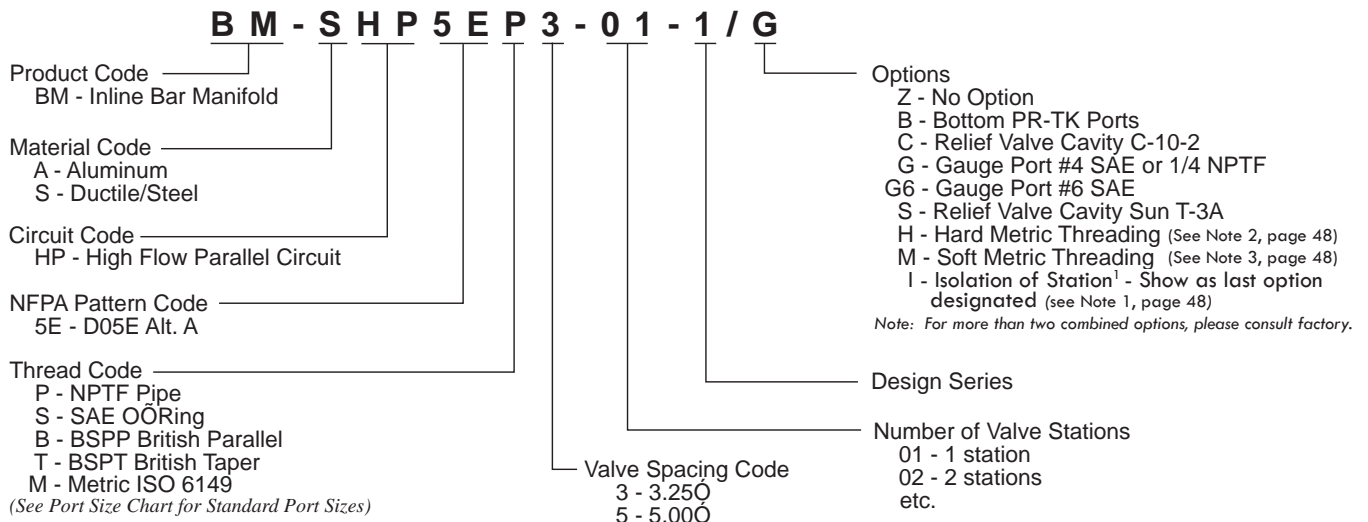 BM-SHP5EP3-01-1/G
Product Code
BM - Inline Bar Manifold
Material Code
A - Aluminum
S - Ductile/Steel
Circuit Code
HP - High Flow Parallel Circuit
NFPA Pattern Code
5E - D05E Alt. A
Thread Code
P - NPTF Pipe
S - SAE OÕRing
B - BSPP British Parallel
T - BSPT British Taper
M - Metric ISO 6149
(See Port Size Chart for Standard Port Sizes)
Valve Spacing Code
3 - 3.25Ó
5 - 5.00Ó
Options
Z - No Option
B - Bottom PR-TK Ports
C - Relief Valve Cavity C-10-2
G - Gauge Port #4 SAE or 1/4 NPTF
G6 - Gauge Port #6 SAE
S - Relief Valve Cavity Sun T-3A
H - Hard Metric Threading (See Note 2, page 48)
M - Soft Metric Threading (See Note 3, page 48)
I - Isolation of Station¹ - Show as last option
designated (see Note 1, page 48)
Note: For more than two combined options, please consult factory.
Design Series
Number of Valve Stations
01 - 1 station
02 - 2 stations
etc.